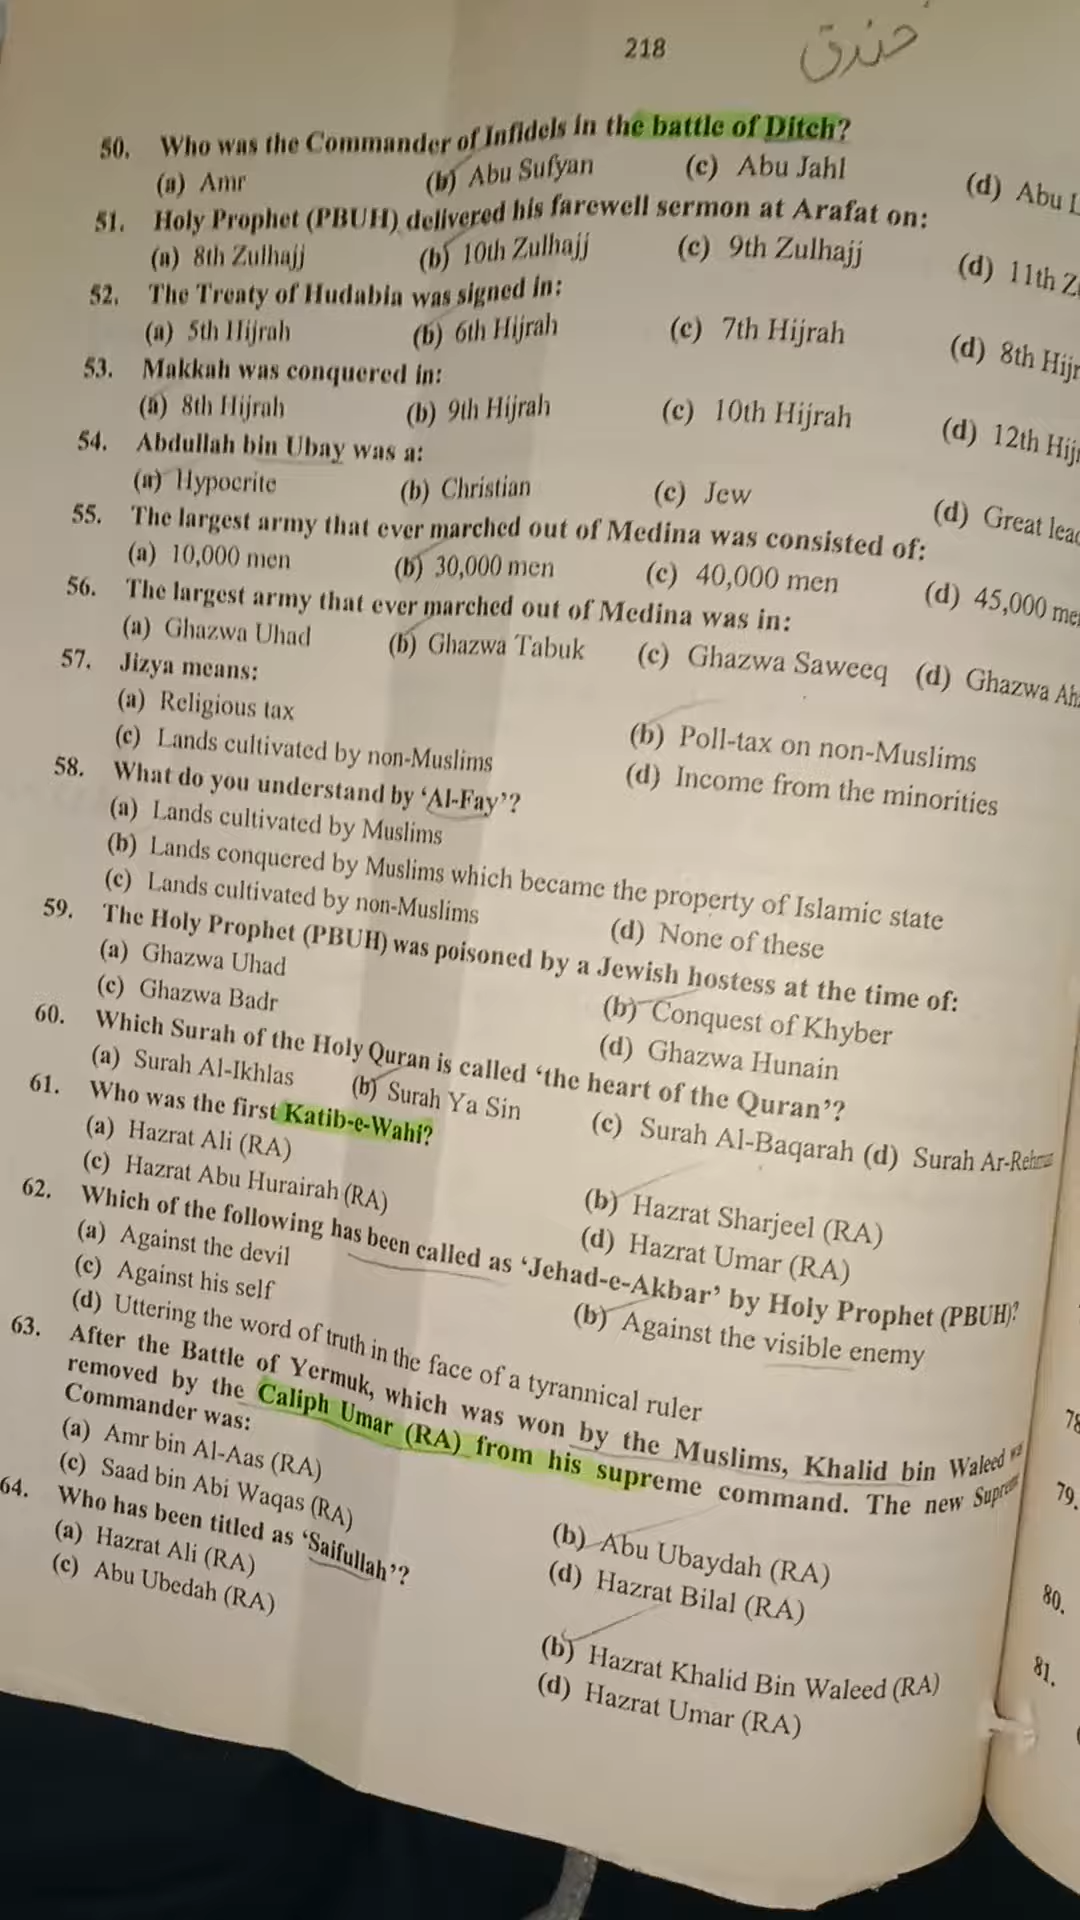 218
خندق
50. Who was the Commander of Infidels in the battle of Ditch?
(a) Amr (b) Abu Sufyan (c) Abu Jahl (d) Abu L
51. Holy Prophet (PBUH) delivered his farewell sermon at Arafat on:
(a) 8th Zulhajj (b) 10th Zulhajj (c) 9th Zulhajj (d) 11th Z
52. The Treaty of Hudabia was signed in:
(a) 5th Hijrah (b) 6th Hijrah (c) 7th Hijrah (d) 8th Hijr
53. Makkah was conquered in:
(a) 8th Hijrah (b) 9th Hijrah (c) 10th Hijrah (d) 12th Hij
54. Abdullah bin Ubay was a:
(a) Hypocrite (b) Christian (c) Jew (d) Great lead
55. The largest army that ever marched out of Medina was consisted of:
(a) 10,000 men (b) 30,000 men (c) 40,000 men (d) 45,000 me
56. The largest army that ever marched out of Medina was in:
(a) Ghazwa Uhad (b) Ghazwa Tabuk (c) Ghazwa Saweeq (d) Ghazwa Ah
57. Jizya means:
(a) Religious tax (b) Poll-tax on non-Muslims
(c) Lands cultivated by non-Muslims (d) Income from the minorities
58. What do you understand by ‘Al-Fay’?
(a) Lands cultivated by Muslims
(b) Lands conquered by Muslims which became the property of Islamic state
(c) Lands cultivated by non-Muslims (d) None of these
59. The Holy Prophet (PBUH) was poisoned by a Jewish hostess at the time of:
(a) Ghazwa Uhad (b) Conquest of Khyber
(c) Ghazwa Badr (d) Ghazwa Hunain
60. Which Surah of the Holy Quran is called ‘the heart of the Quran’?
(a) Surah Al-Ikhlas (b) Surah Ya Sin (c) Surah Al-Baqarah (d) Surah
61. Who was the first Katib-e-Wahi?
(a) Hazrat Ali (RA) (b) Hazrat Sharjeel (RA)
(c) Hazrat Abu Hurairah (RA) (d) Hazrat Umar (RA)
62. Which of the following has been called as ‘Jehad-e-Akbar’ by Holy Prophet (PBUH)?
(a) Against the devil (b) Against the visible enemy
(c) Against his self
(d) Uttering the word of truth in the face of a tyrannical ruler
63. After the Battle of Yermuk, which was won by the Muslims, Khalid bin Waleed
removed by the Caliph Umar (RA) from his supreme command. The new
Commander was:
(a) Amr bin Al-Aas (RA) (b) Abu Ubaydah (RA)
(c) Saad bin Abi Waqas (RA) (d) Hazrat Bilal (RA)
64. Who has been titled as ‘Saifullah’?
(a) Hazrat Ali (RA) (b) Hazrat Khalid Bin Waleed (RA)
(c) Abu Ubedah (RA) (d) Hazrat Umar (RA)
78
79.
80.
81.